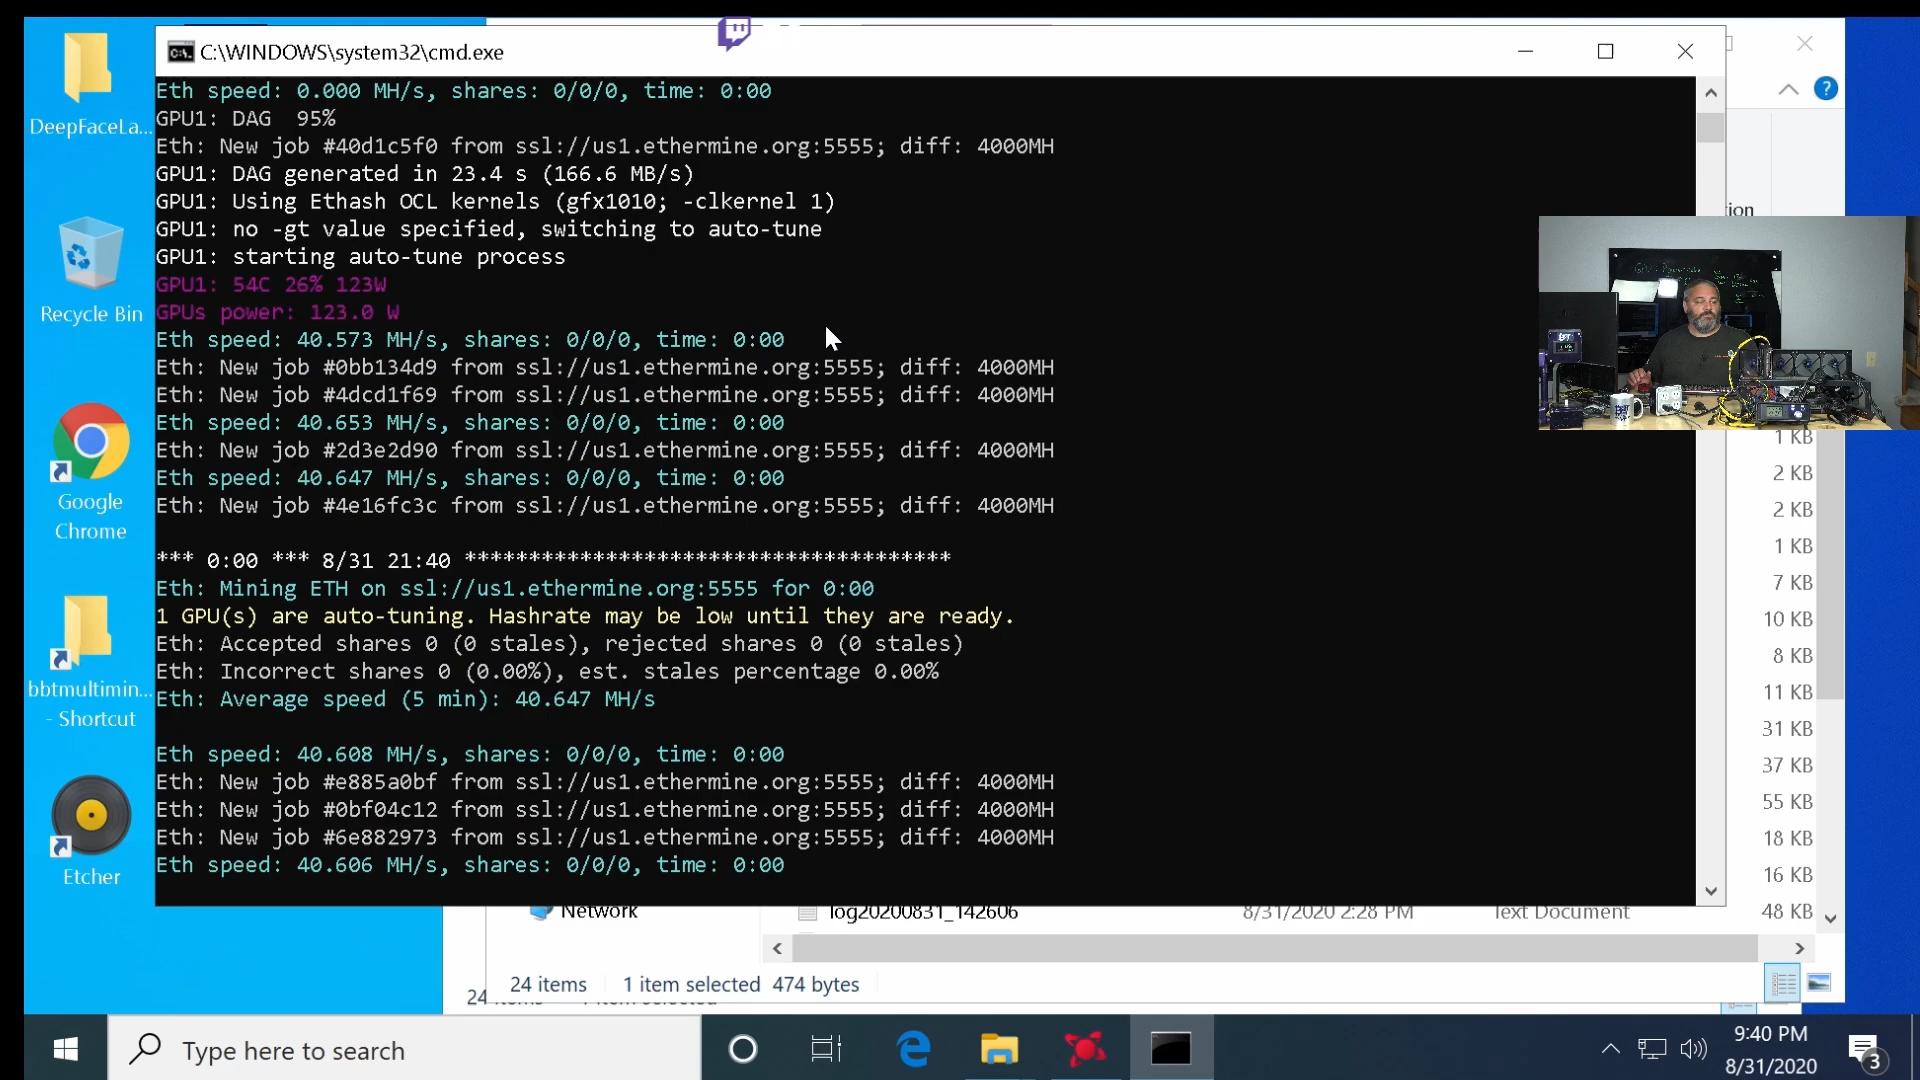 C:\WINDOWS\system32\cmd.exe
Eth speed: 0.000 MH/s, shares: 0/0/0, time: 0:00
GPU1: DAG  95%
Eth: New job #40d1c5f0 from ssl://us1.ethermine.org:5555; diff: 4000MH
GPU1: DAG generated in 23.4 s (166.6 MB/s)
GPU1: Using Ethash OCL kernels (gfx1010; -clkernel 1)
GPU1: no -gt value specified, switching to auto-tune
GPU1: starting auto-tune process
GPU1: 54C 26% 123W
GPUs power: 123.0 W
Eth speed: 40.573 MH/s, shares: 0/0/0, time: 0:00
Eth: New job #0bb134d9 from ssl://us1.ethermine.org:5555; diff: 4000MH
Eth: New job #4dcd1f69 from ssl://us1.ethermine.org:5555; diff: 4000MH
Eth speed: 40.653 MH/s, shares: 0/0/0, time: 0:00
Eth: New job #2d3e2d90 from ssl://us1.ethermine.org:5555; diff: 4000MH
Eth speed: 40.647 MH/s, shares: 0/0/0, time: 0:00
Eth: New job #4e16fc3c from ssl://us1.ethermine.org:5555; diff: 4000MH
*** 0:00 *** 8/31 21:40 **************************************
Eth: Mining ETH on ssl://us1.ethermine.org:5555 for 0:00
1 GPU(s) are auto-tuning. Hashrate may be low until they are ready.
Eth: Accepted shares 0 (0 stales), rejected shares 0 (0 stales)
Eth: Incorrect shares 0 (0.00%), est. stales percentage 0.00%
Eth: Average speed (5 min): 40.647 MH/s
Eth speed: 40.608 MH/s, shares: 0/0/0, time: 0:00
Eth: New job #e885a0bf from ssl://us1.ethermine.org:5555; diff: 4000MH
Eth: New job #0bf04c12 from ssl://us1.ethermine.org:5555; diff: 4000MH
Eth: New job #6e882973 from ssl://us1.ethermine.org:5555; diff: 4000MH
Eth speed: 40.606 MH/s, shares: 0/0/0, time: 0:00
DeepFaceLa...
Recycle Bin
Google
Chrome
bbtmultimin...
- Shortcut
Etcher
ion
1 KB
2 KB
2 KB
1 KB
7 KB
10 KB
8 KB
11 KB
31 KB
37 KB
55 KB
18 KB
16 KB
Network log20200831_142606 8/31/2020 2:28 PM Text Document 48 KB
24 items 1 item selected 474 bytes
Type here to search
9:40 PM
8/31/2020
3